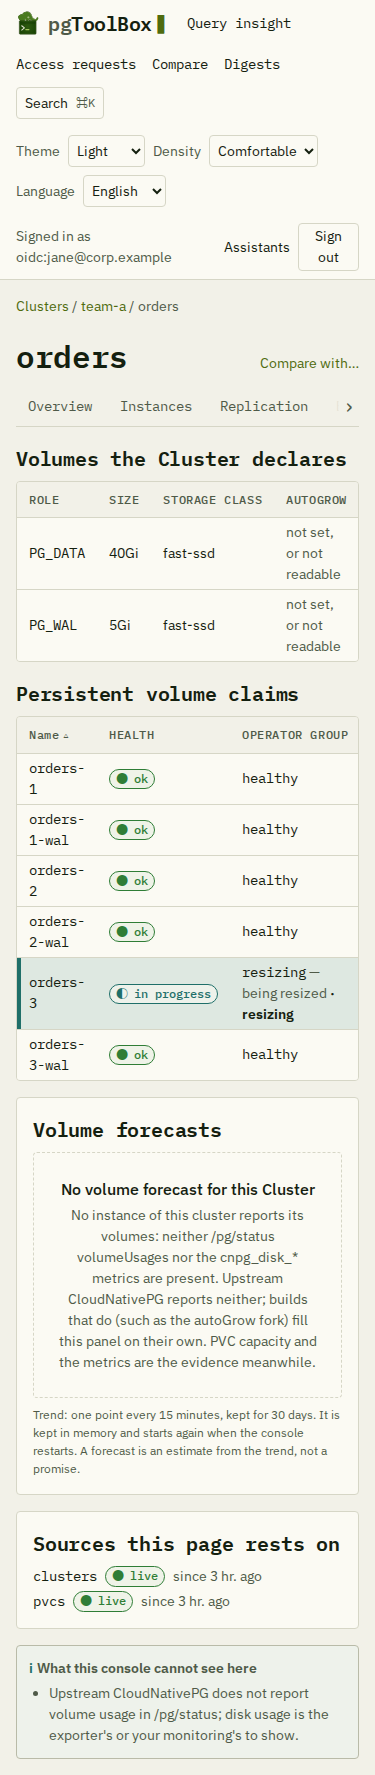 pgToolBox Query insight
Access requests Compare Digests
Search ⌘K
Theme Light Density Comfortable
Language English
Signed in as
oidc:jane@corp.example
Assistants
Sign
out
Clusters / team-a / orders
orders
Compare with...
Overview Instances Replication ›
Volumes the Cluster declares
ROLE SIZE STORAGE CLASS AUTOGROW
PG_DATA 40Gi fast-ssd not set,
or not
readable
PG_WAL 5Gi fast-ssd not set,
or not
readable
Persistent volume claims
Name HEALTH OPERATOR GROUP
orders-
1 ok healthy
orders-
1-wal ok healthy
orders-
2 ok healthy
orders-
2-wal ok healthy
orders-
3 in progress resizing —
being resized ·
resizing
orders-
3-wal ok healthy
Volume forecasts
No volume forecast for this Cluster
No instance of this cluster reports its
volumes: neither /pg/status
volumeUsages nor the cnpg_disk_*
metrics are present. Upstream
CloudNativePG reports neither; builds
that do (such as the autoGrow fork) fill
this panel on their own. PVC capacity and
the metrics are the evidence meanwhile.
Trend: one point every 15 minutes, kept for 30 days. It is
kept in memory and starts again when the console
restarts. A forecast is an estimate from the trend, not a
promise.
Sources this page rests on
clusters live since 3 hr. ago
pvcs live since 3 hr. ago
i What this console cannot see here
• Upstream CloudNativePG does not report
volume usage in /pg/status; disk usage is the
exporter's or your monitoring's to show.